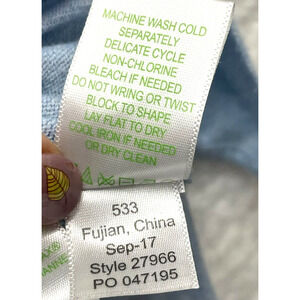 MACHINE WASH COLD
SEPARATELY
DELICATE CYCLE
NON-CHLORINE
BLEACH IF NEEDED
DO NOT WRING OR TWIST
BLOCK TO SHAPE
LAY FLAT TO DRY
COOL IRON IF NEEDED
OR DRY CLEAN
533
Fujian, China
Sep-17
Style 27966
PO 047195